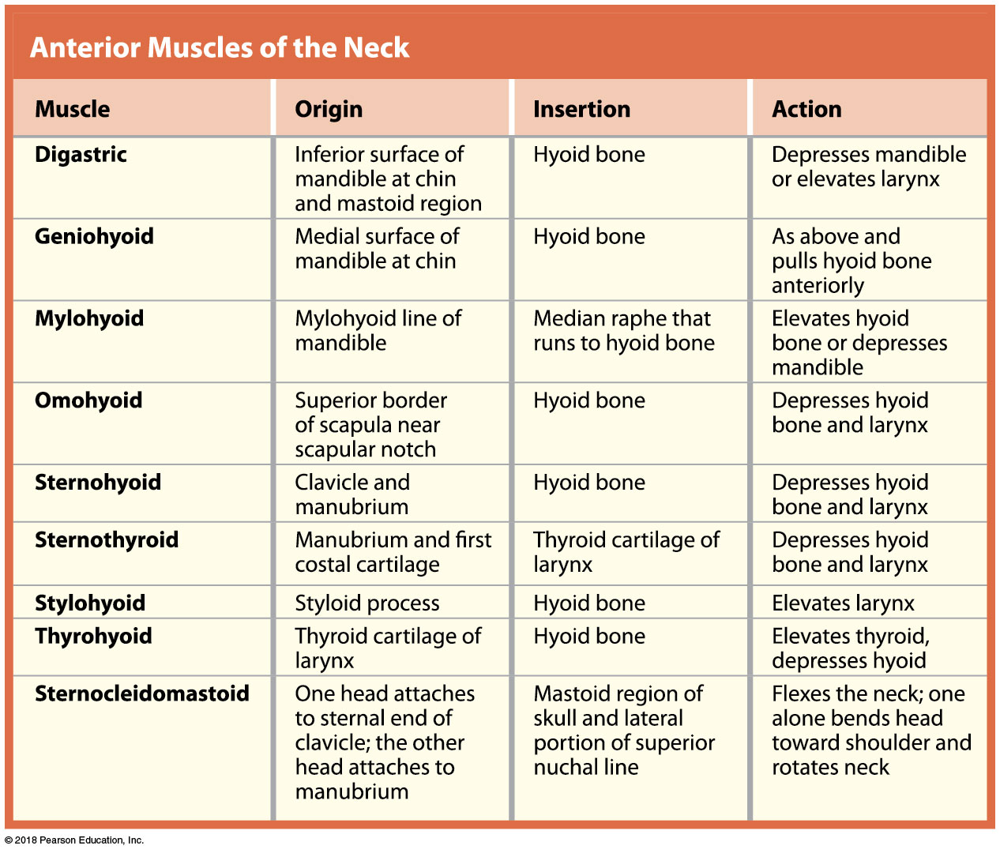 Anterior Muscles of the Neck
Muscle
Origin
Insertion
Action
Digastric
Inferior surface of
mandible at chin
and mastoid region
Hyoid bone
Depresses mandible
or elevates larynx
Geniohyoid
Medial surface of
mandible at chin
Hyoid bone
As above and
pulls hyoid bone
anteriorly
Mylohyoid
Mylohyoid line of
mandible
Median raphe that
runs to hyoid bone
Elevates hyoid
bone or depresses
mandible
Omohyoid
Superior border
of scapula near
scapular notch
Hyoid bone
Depresses hyoid
bone and larynx
Sternohyoid
Clavicle and
manubrium
Hyoid bone
Depresses hyoid
bone and larynx
Sternothyroid
Manubrium and first
costal cartilage
Thyroid cartilage of
larynx
Depresses hyoid
bone and larynx
Stylohyoid
Styloid process
Hyoid bone
Elevates larynx
Thyrohyoid
Thyroid cartilage of
larynx
Hyoid bone
Elevates thyroid,
depresses hyoid
Sternocleidomastoid
One head attaches
to sternal end of
clavicle; the other
head attaches to
manubrium
Mastoid region of
skull and lateral
portion of superior
nuchal line
Flexes the neck; one
alone bends head
toward shoulder and
rotates neck
© 2018 Pearson Education, Inc.